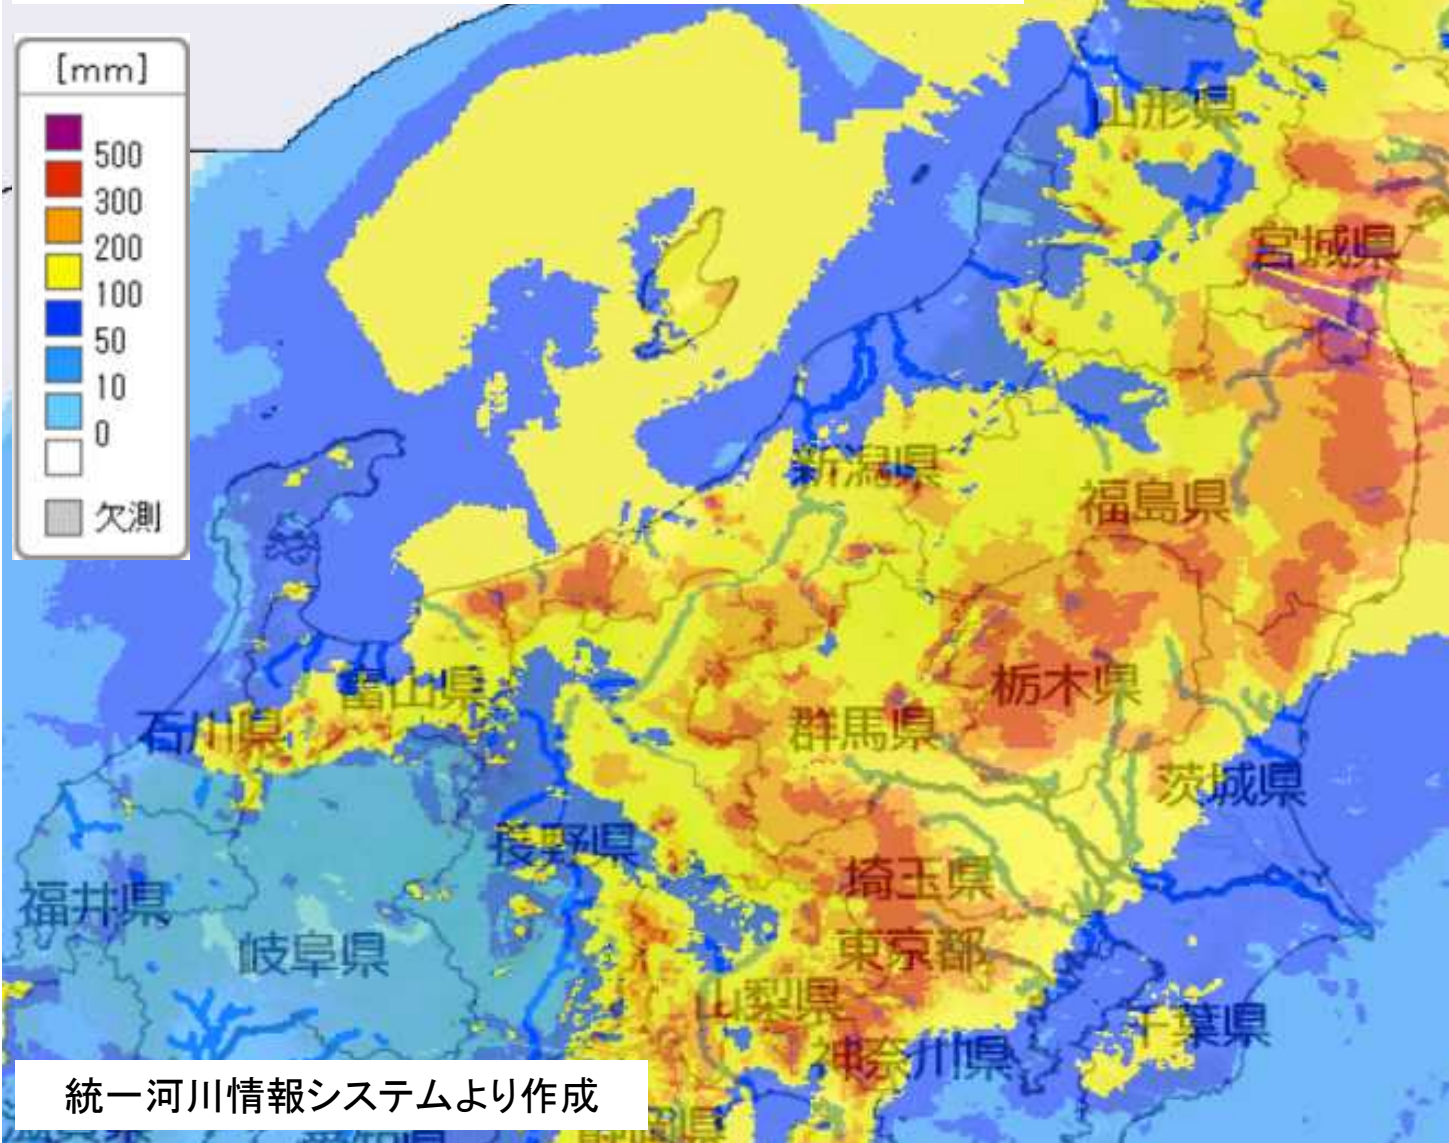 [mm]
500
300
200
100
50
10
0
欠測
山形県
宮城県
新潟県
福島県
富山県
石川県
栃木県
群馬県
茨城県
長野県
埼玉県
福井県
岐阜県
東京都
山梨県
千葉県
神奈川県
統一河川情報システムより作成
静岡県